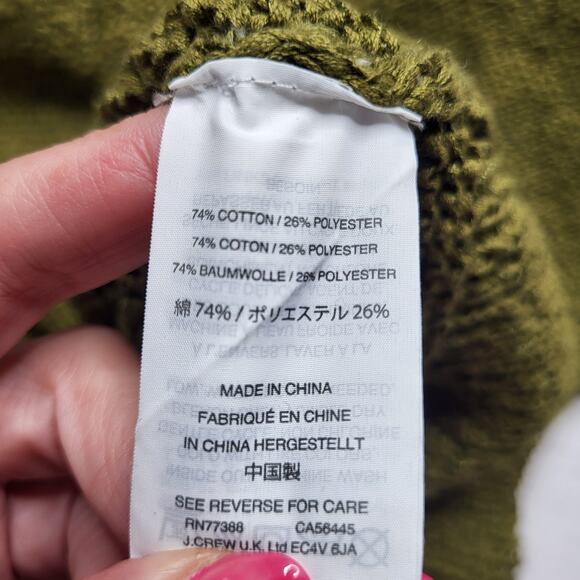 74% COTTON / 26% POLYESTER
74% COTON / 26% POLYESTER
74% BAUMWOLLE / 26% POLYESTER
綿 74% / ポリエステル 26%
MADE IN CHINA
FABRIQUÉ EN CHINE
IN CHINA HERGESTELLT
中国製
SEE REVERSE FOR CARE
RN77388 CA56445
J.CREW U.K. Ltd EC4V 6JA